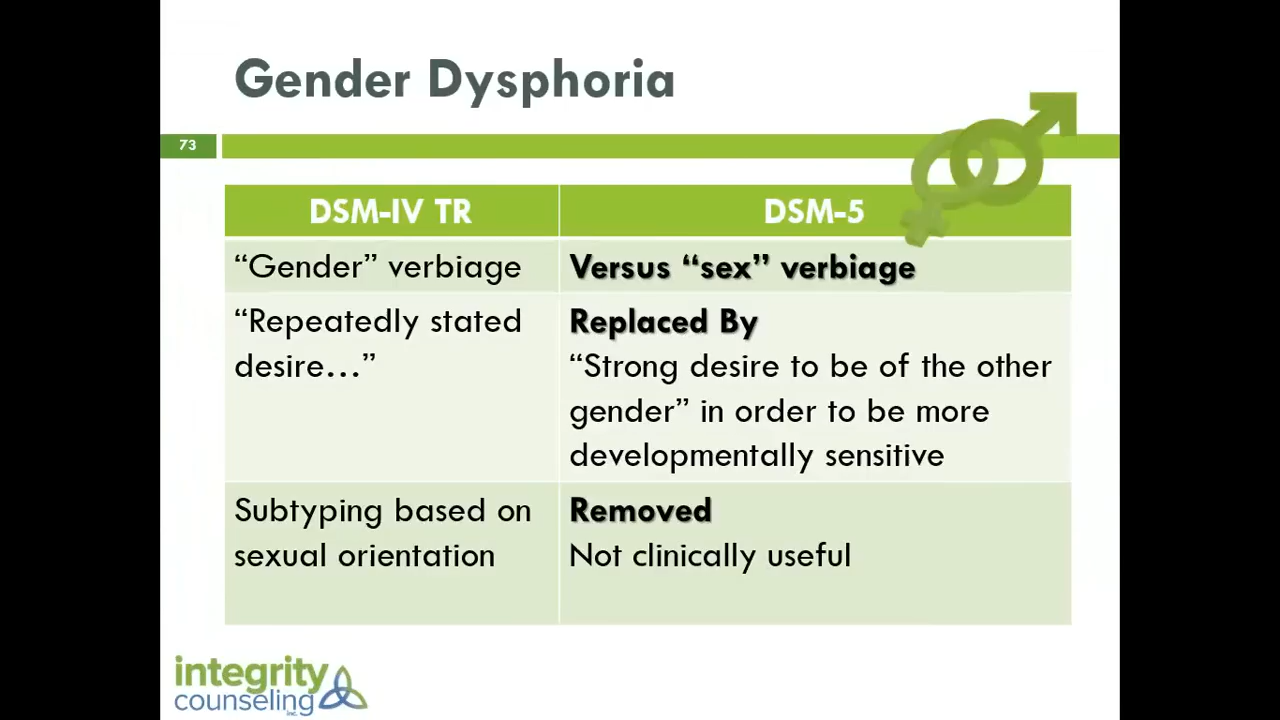 Gender Dysphoria
73
DSM-IV TR
DSM-5
“Gender” verbiage
Versus “sex” verbiage
“Repeatedly stated
desire…”
Replaced By
“Strong desire to be of the other
gender” in order to be more
developmentally sensitive
Subtyping based on
sexual orientation
Removed
Not clinically useful
integrity
counseling
inc.